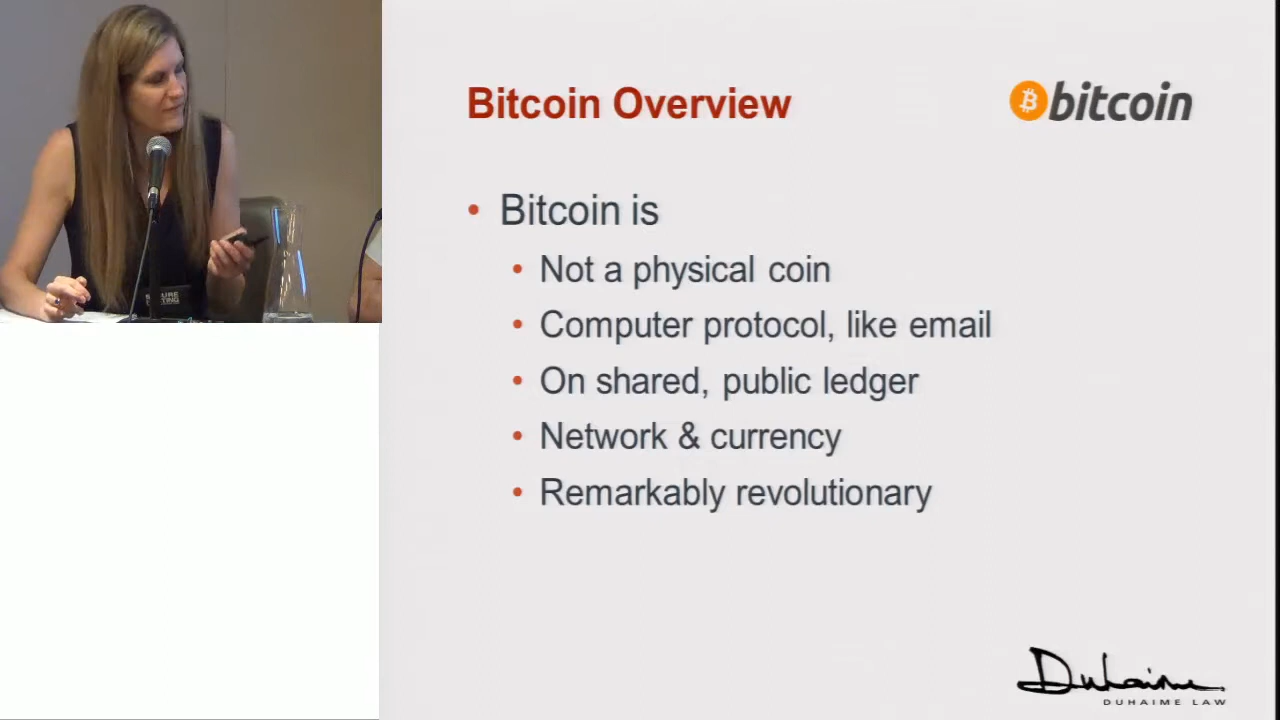 Bitcoin Overview
bitcoin
• Bitcoin is
• Not a physical coin
• Computer protocol, like email
• On shared, public ledger
• Network & currency
• Remarkably revolutionary
Duhaime
DUHAIME LAW